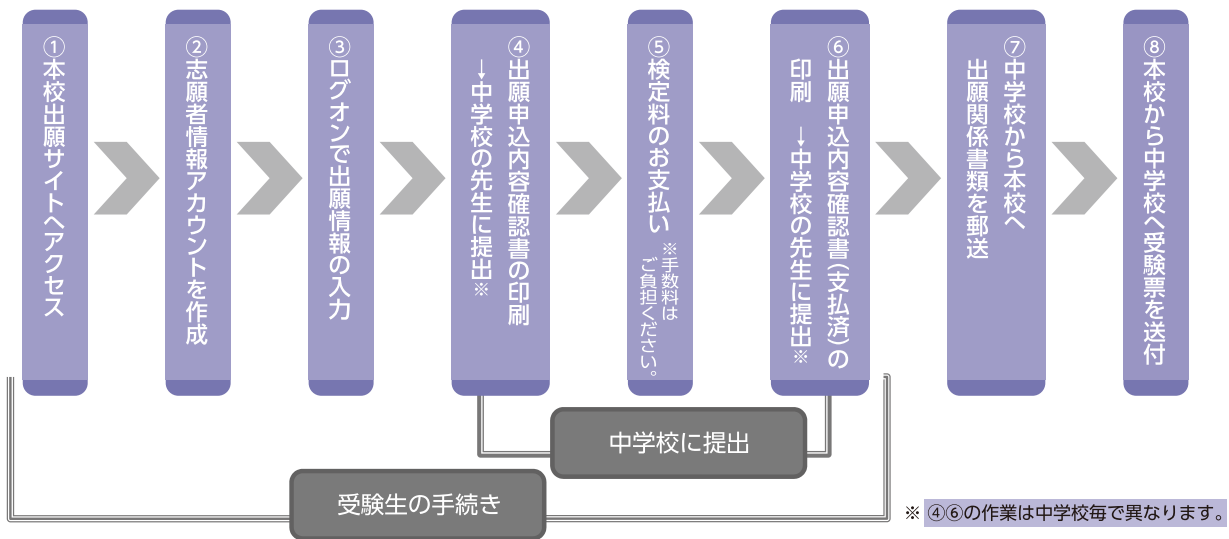 ①本校出願サイトへアクセス
②志願者情報アカウントを作成
③ログオンで出願情報の入力
④出願申込内容確認書の印刷
→中学校の先生に提出※
⑤検定料のお支払い
※手数料は
ご負担ください。
⑥出願申込内容確認書(支払済)の
印刷 →中学校の先生に提出※
⑦中学校から本校へ
出願関係書類を郵送
⑧本校から中学校へ受験票を送付
中学校に提出
受験生の手続き
※ ④⑥の作業は中学校毎で異なります。